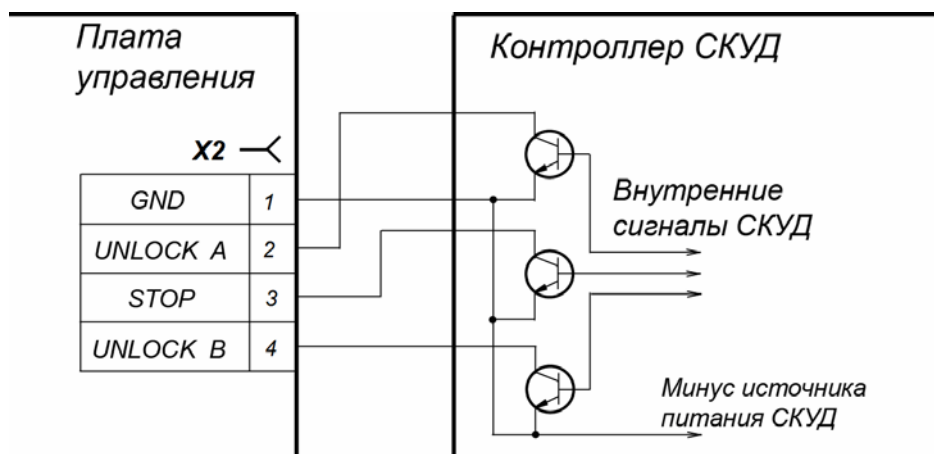 Плата
управления
Контроллер СКУД
X2
GND 1
UNLOCK A 2
STOP 3
UNLOCK B 4
Внутренние
сигналы СКУД
Минус источника
питания СКУД